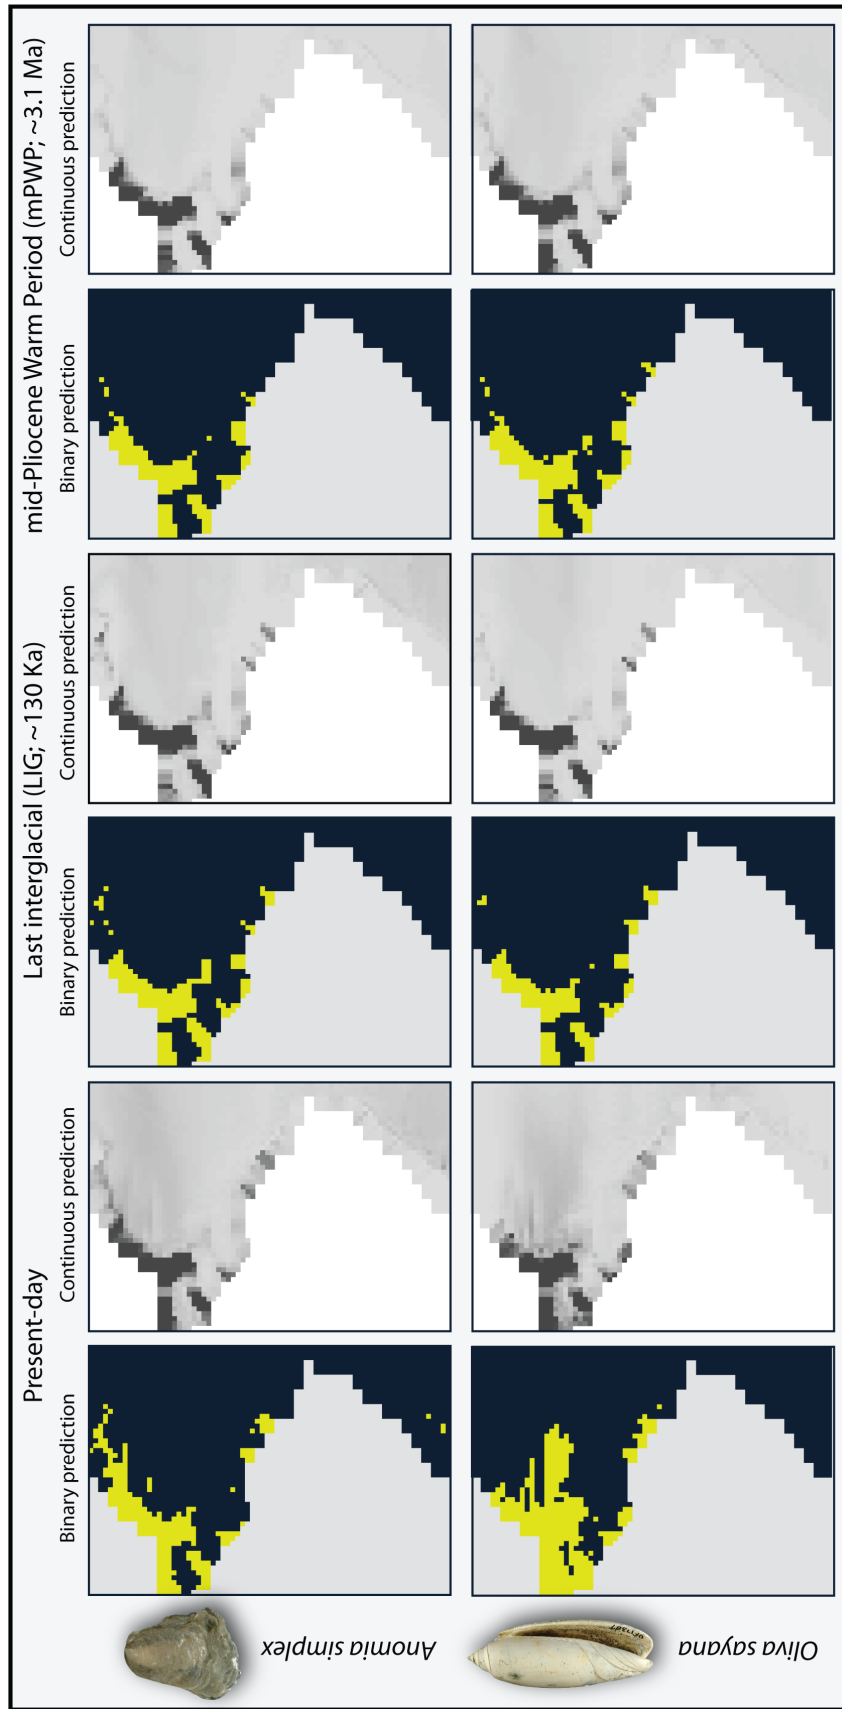 Present-day
Last interglacial (LIG; ~130 Ka)
mid-Pliocene Warm Period (mPWP; ~3.1 Ma)
Binary prediction
Continuous prediction
Binary prediction
Continuous prediction
Binary prediction
Continuous prediction
Anomia simplex
Oliva sayana